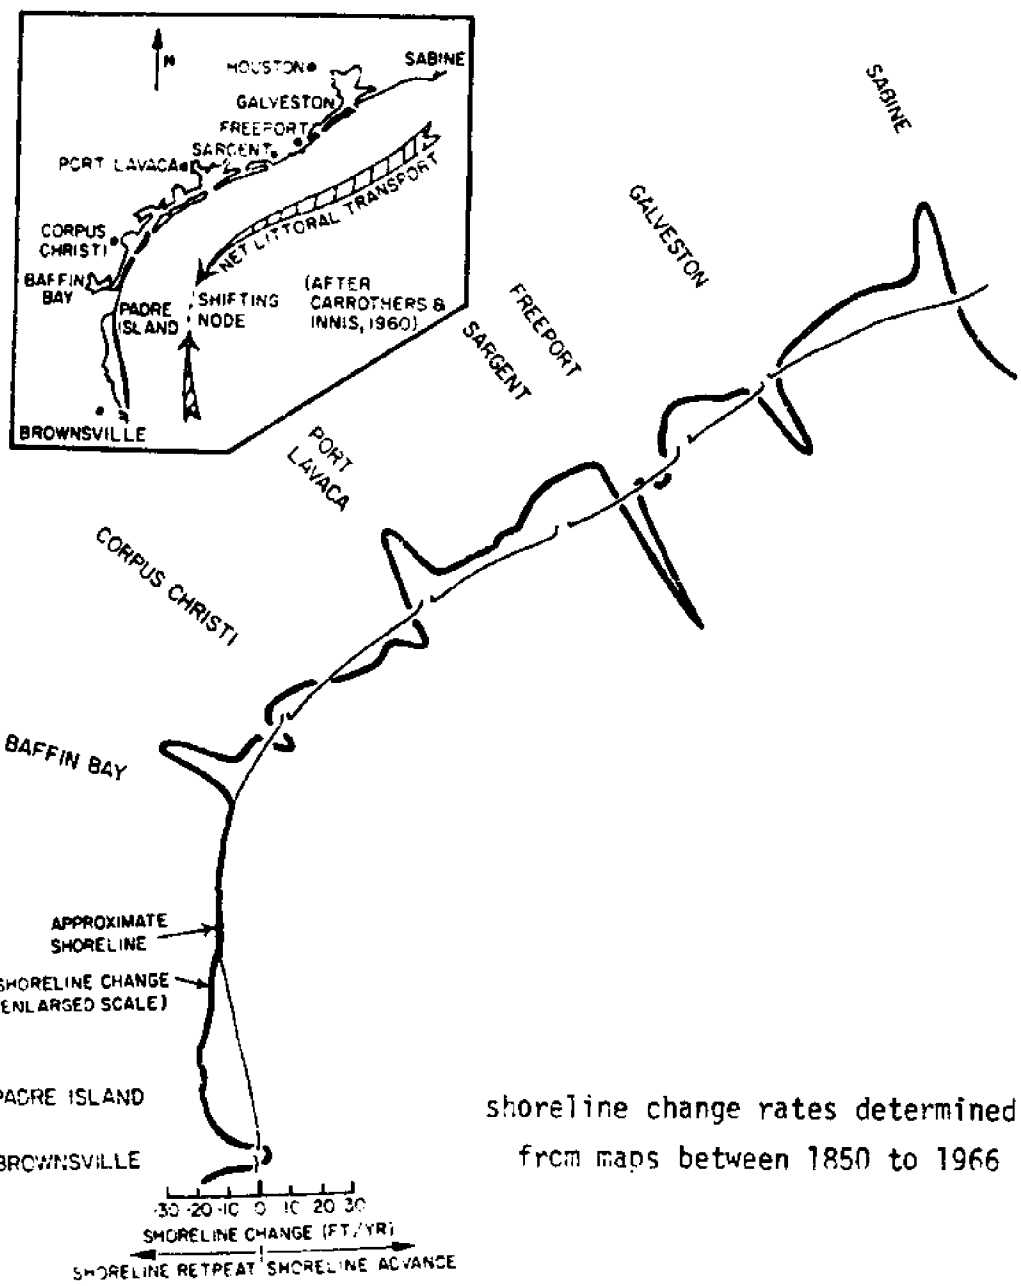 N
HOUSTON
SABINE
GALVESTON
FREEPORT
SARGENT
PORT LAVACA
CORPUS
CHRISTI
BAFFIN
BAY
PADRE
ISLAND
NET LITTORAL TRANSPORT
SHIFTING
NODE
(AFTER
CARROTHERS &
INNIS, 1960)
BROWNSVILLE
SABINE
GALVESTON
FREEPORT
SARGENT
PORT
LAVACA
CORPUS CHRISTI
BAFFIN BAY
APPROXIMATE
SHORELINE
SHORELINE CHANGE
ENLARGED SCALE)
PADRE ISLAND
BROWNSVILLE
shoreline change rates determined
from maps between 1850 to 1966
-30 -20 -10 0 10 20 30
SHORELINE CHANGE (FT./YR)
SHORELINE RETREAT SHORELINE ADVANCE